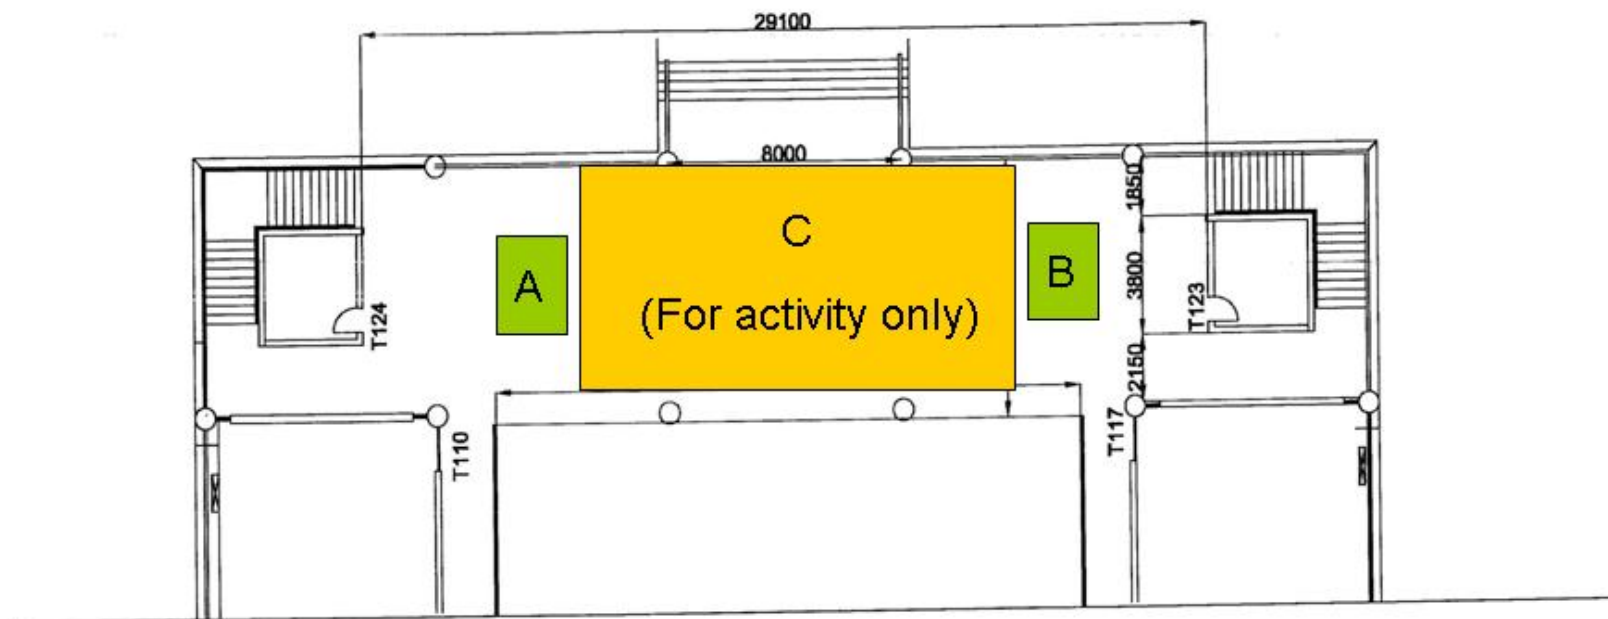 29100
8000
1850
C
A
B
3800
(For activity only)
T124
T123
2150
T110
T117